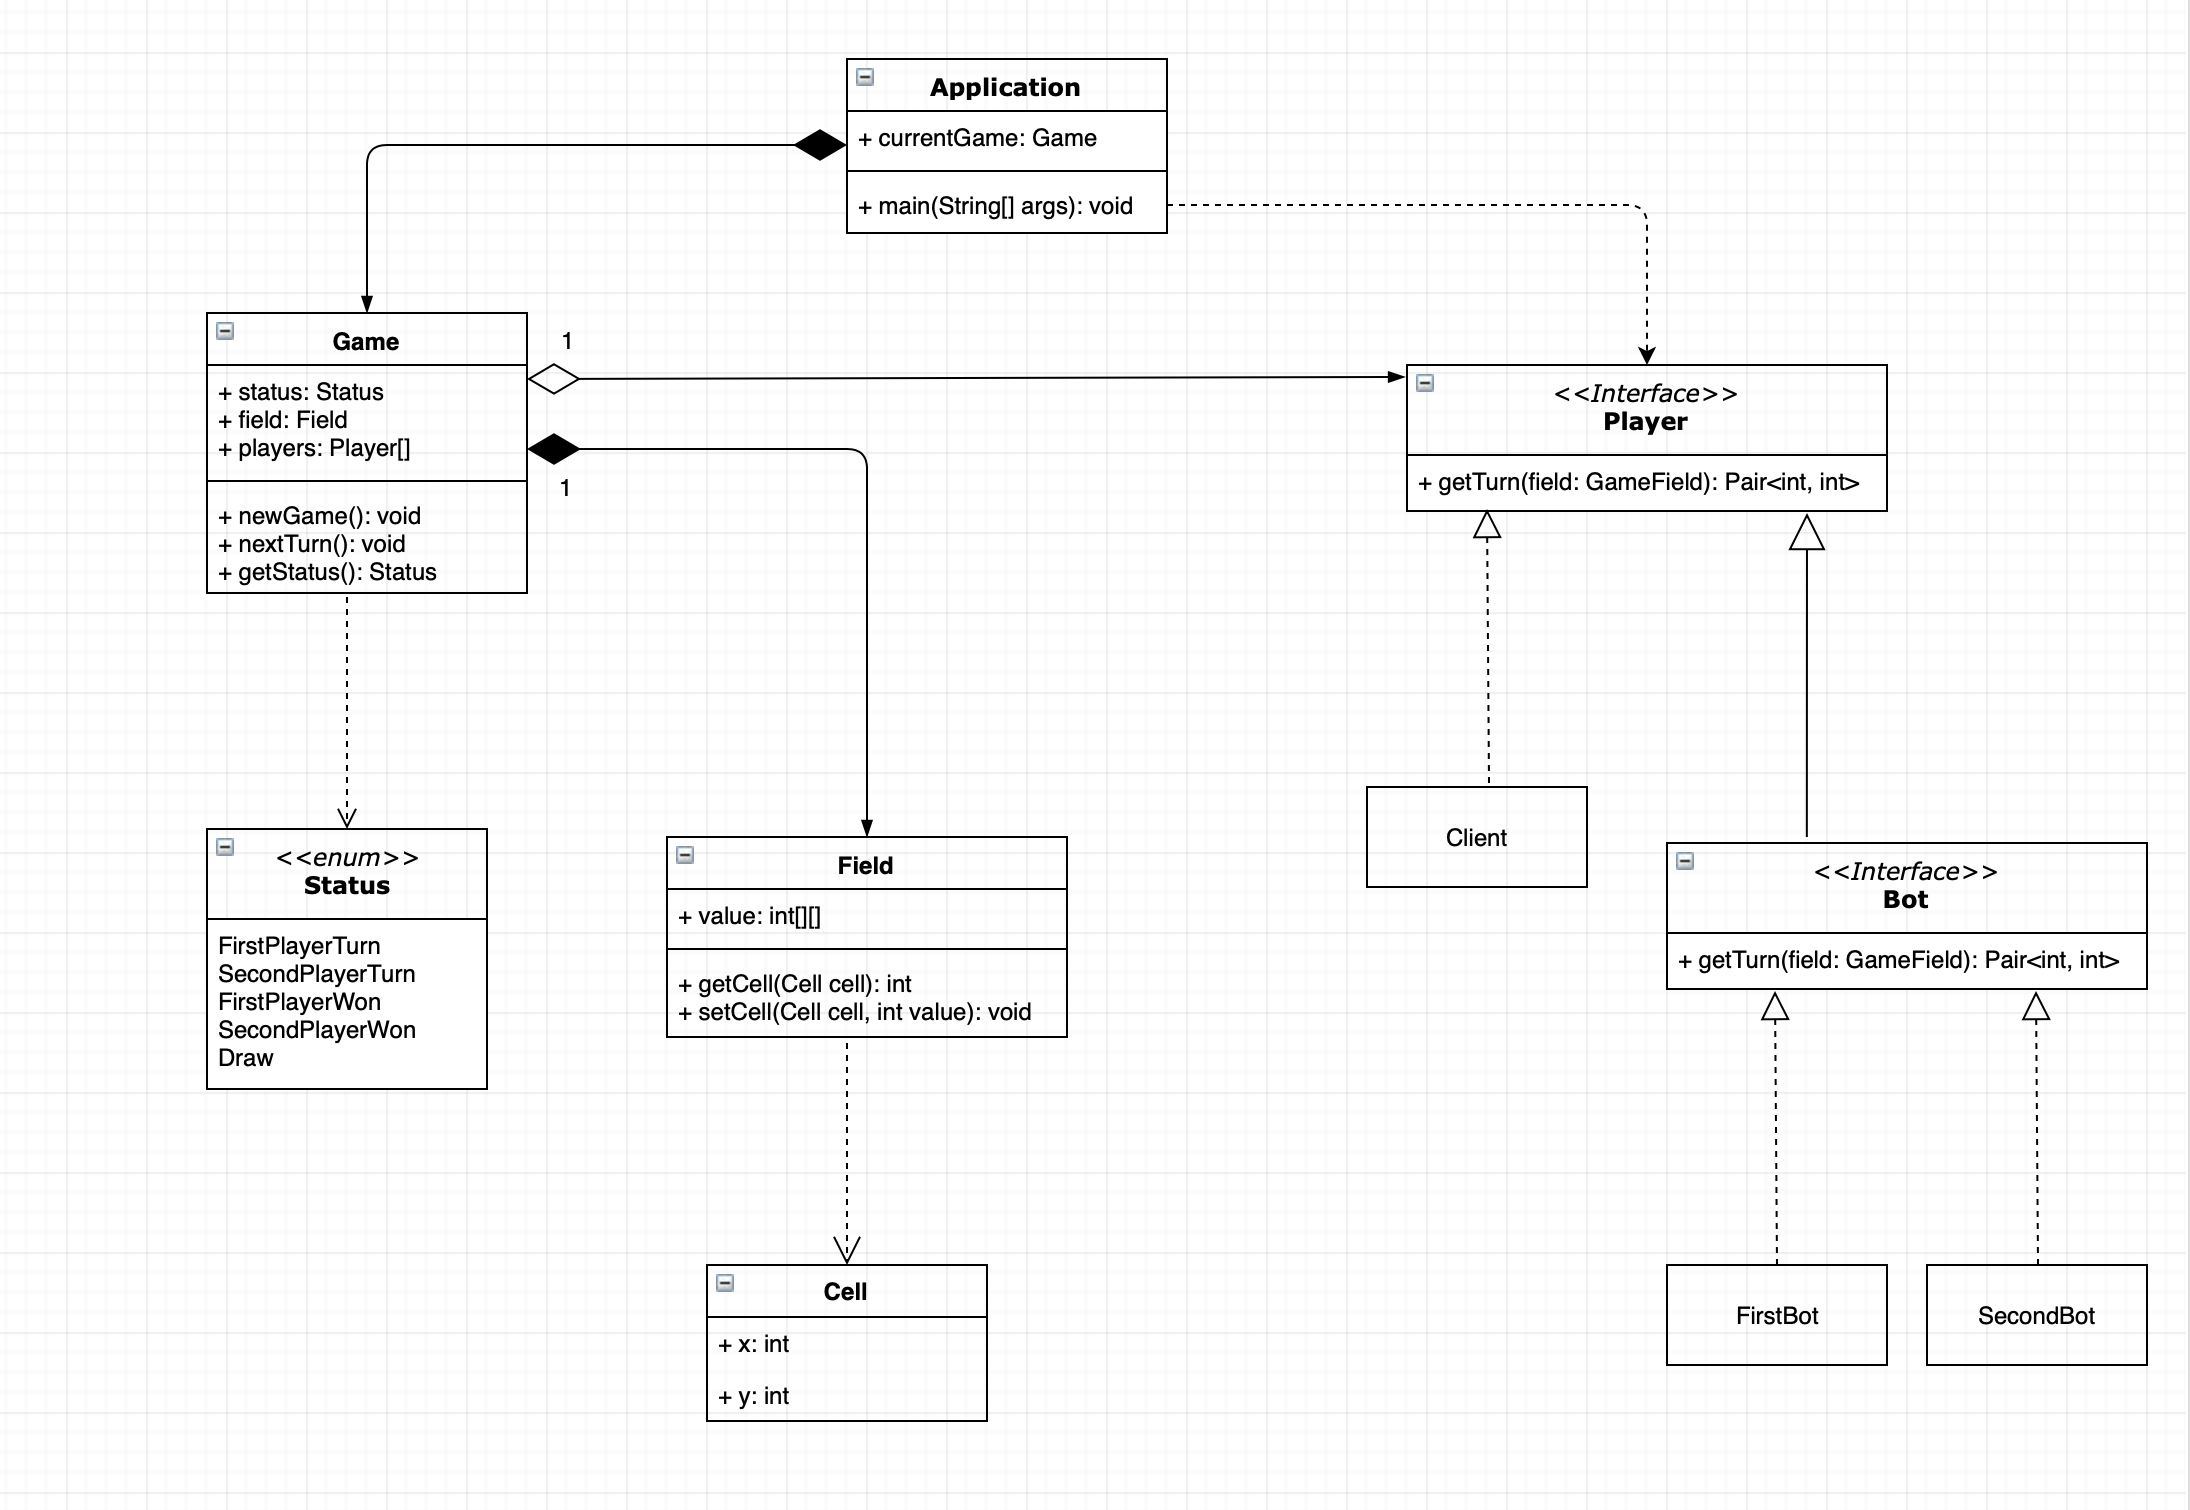 Application
+ currentGame: Game
+ main(String[] args): void
Game
+ status: Status
+ field: Field
+ players: Player[]
+ newGame(): void
+ nextTurn(): void
+ getStatus(): Status
1
1
<<Interface>>
Player
+ getTurn(field: GameField): Pair<int, int>
Client
<<enum>>
Status
FirstPlayerTurn
SecondPlayerTurn
FirstPlayerWon
SecondPlayerWon
Draw
Field
+ value: int[][]
+ getCell(Cell cell): int
+ setCell(Cell cell, int value): void
<<Interface>>
Bot
+ getTurn(field: GameField): Pair<int, int>
Cell
+ x: int
+ y: int
FirstBot
SecondBot